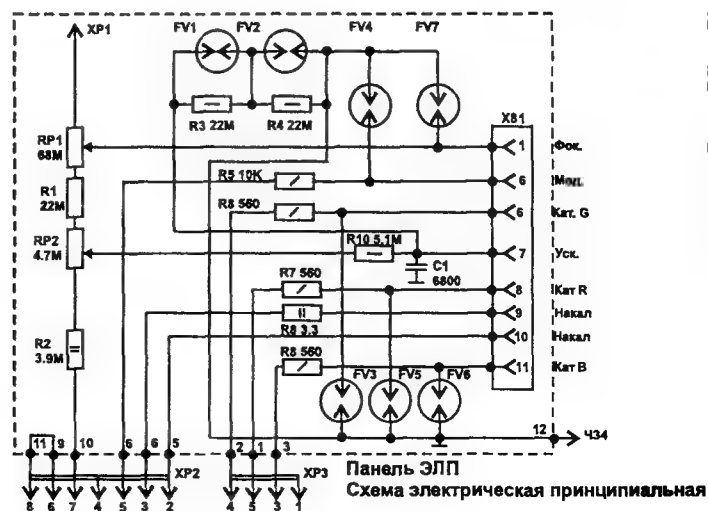 XP1
FV1 FV2 FV4 FV7
R3 22M R4 22M
XS1
RP1
68M
1 Фок.
R5 10K
6
R1
22M
R8 560
6 Кат. G
RP2
4.7M
R10 5.1M
7 Уск.
C1
6800
R7 560
8 Кат R
9 Накал
R8 3.3
10 Накал
R2
3.9M
R8 560
11 Кат B
FV3 FV5 FV6
12 Ч34
11 9 10 6 6 5 2 1 3
XP2 XP3
8 6 7 4 5 3 2 4 5 3 1
Панель ЭЛП
Схема электрическая принципиальная